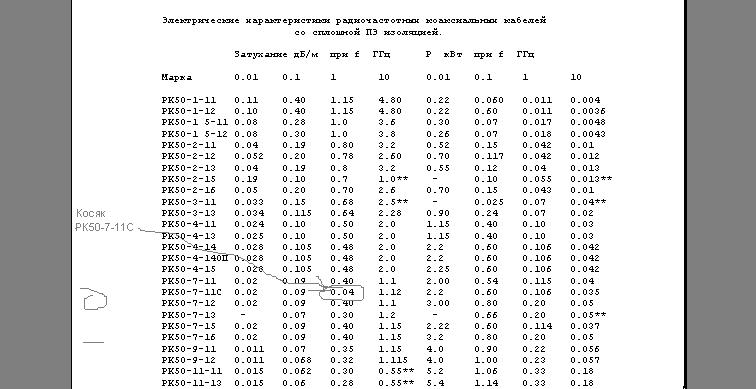 Электрические характеристики радиочастотных коаксиальных кабелей
со сплошной ПЭ изоляцией.
Затухание дБ/м при f ГГц Р кВт при f ГГц
Марка 0.01 0.1 1 10 0.01 0.1 1 10
РК50-1-11 0.11 0.40 1.15 4.80 0.22 0.060 0.011 0.004
РК50-1-12 0.10 0.40 1.15 4.80 0.22 0.60 0.011 0.0036
РК50-1 5-11 0.08 0.28 1.0 3.6 0.30 0.07 0.017 0.0048
РК50-1 5-12 0.08 0.30 1.0 3.8 0.26 0.07 0.018 0.0043
РК50-2-11 0.04 0.19 0.80 3.2 0.52 0.15 0.042 0.01
РК50-2-12 0.052 0.20 0.78 2.60 0.70 0.117 0.042 0.012
РК50-2-13 0.04 0.19 0.8 3.2 0.55 0.12 0.04 0.013
РК50-2-15 0.19 0.10 0.7 1.0** - 0.10 0.055 0.013**
РК50-2-16 0.05 0.20 0.70 2.6 0.70 0.15 0.043 0.01
РК50-3-11 0.033 0.15 0.68 2.5** - 0.025 0.07 0.04**
РК50-3-13 0.034 0.115 0.64 2.28 0.90 0.24 0.07 0.02
Косяк
РК50-7-11С
РК50-4-11 0.024 0.10 0.50 2.0 1.15 0.40 0.10 0.03
РК50-4-13 0.025 0.10 0.50 2.0 1.15 0.40 0.10 0.03
РК50-4-14 0.028 0.105 0.48 2.0 2.2 0.60 0.106 0.042
РК50-4-14ОП 0.028 0.105 0.48 2.0 2.2 0.60 0.106 0.042
РК50-4-15 0.028 0.105 0.48 2.0 2.25 0.60 0.106 0.042
РК50-7-11 0.02 0.09 0.40 1.1 2.00 0.54 0.115 0.04
РК50-7-11С 0.02 0.09 0.04 1.12 2.2 0.60 0.106 0.035
РК50-7-12 0.02 0.09 0.40 1.1 3.00 0.80 0.20 0.05
РК50-7-13 - 0.07 0.30 1.2 - 0.66 0.20 0.05**
РК50-7-15 0.02 0.09 0.40 1.15 2.22 0.60 0.114 0.037
РК50-7-16 0.02 0.09 0.40 1.15 3.2 0.80 0.20 0.05
РК50-9-11 0.011 0.07 0.35 1.15 4.0 0.90 0.22 0.056
РК50-9-12 0.011 0.068 0.32 1.115 4.0 1.00 0.23 0.057
РК50-11-11 0.015 0.062 0.30 0.55** 5.2 1.06 0.33 0.18
РК50-11-13 0.015 0.06 0.28 0.55** 5.4 1.14 0.33 0.18